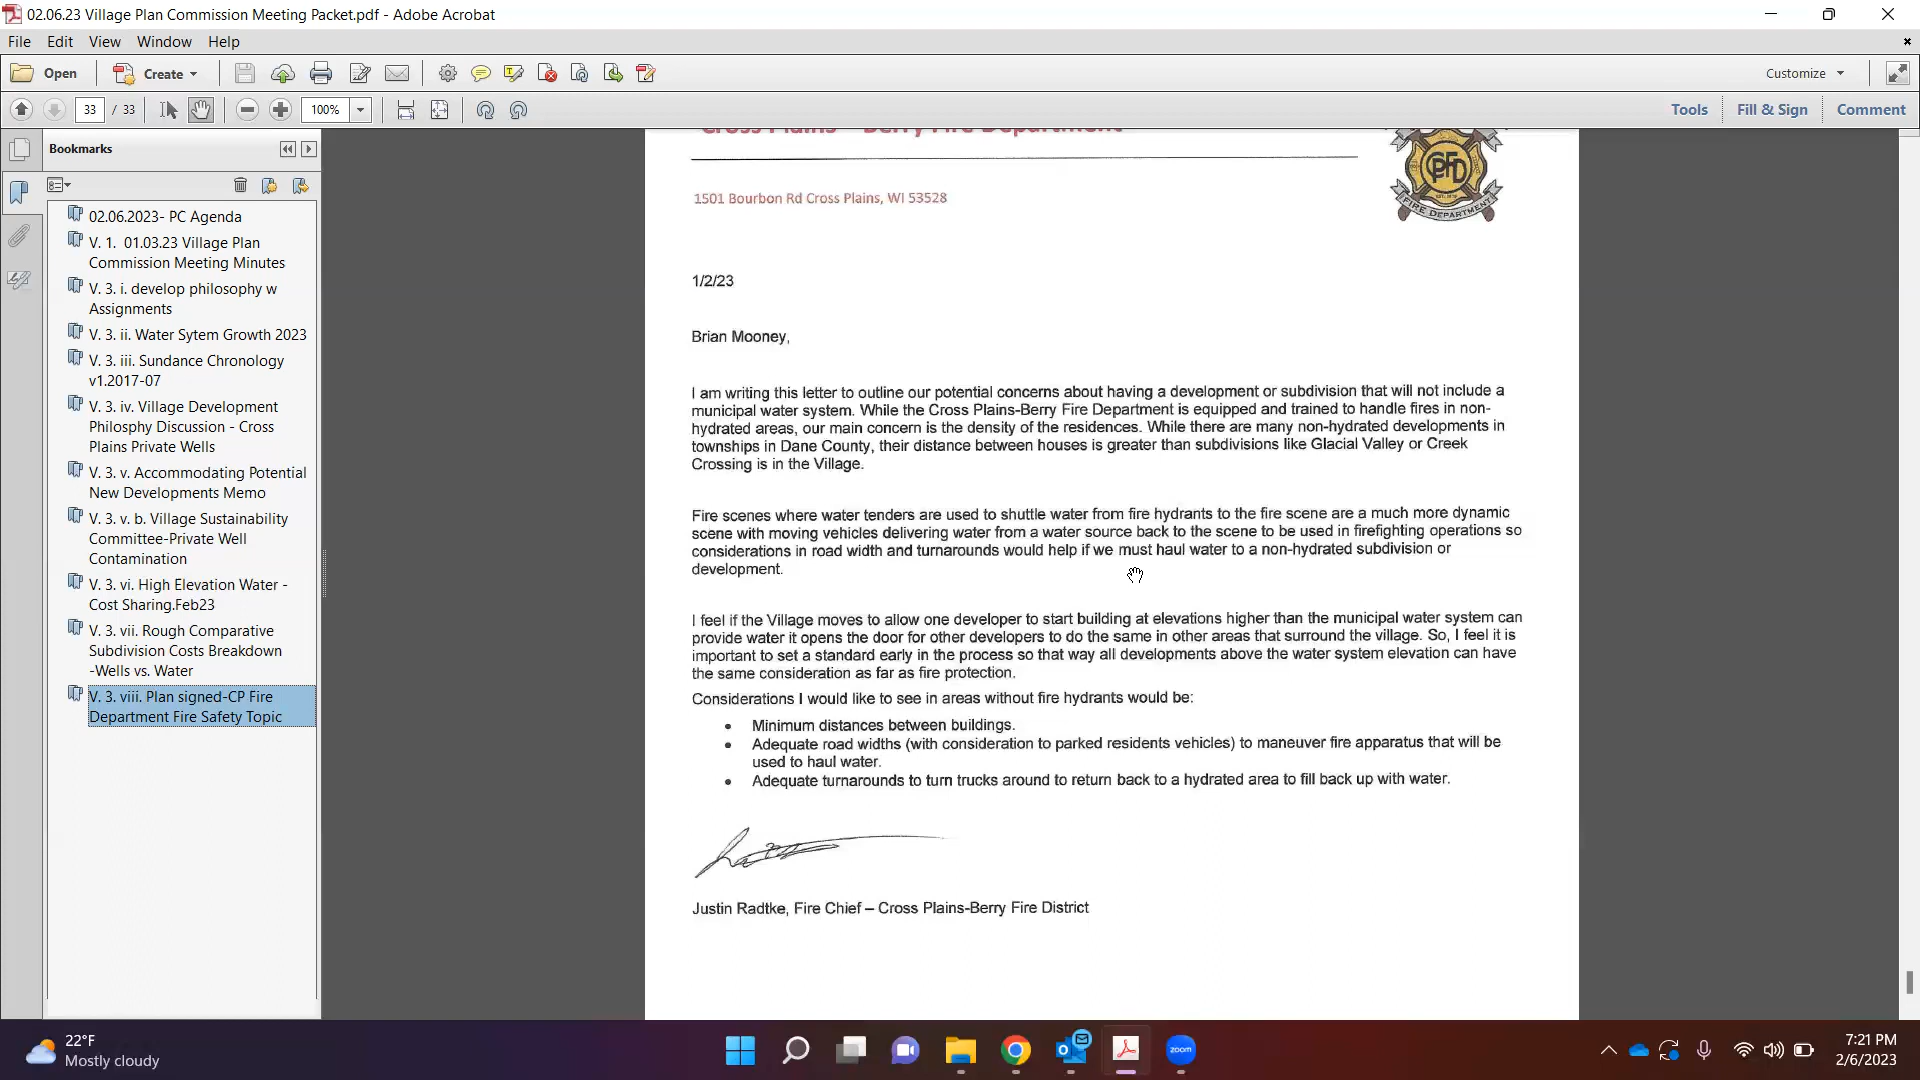 02.06.23 Village Plan Commission Meeting Packet.pdf - Adobe Acrobat
File Edit View Window Help
Open Create Customize
33 / 33 100% Tools Fill & Sign Comment
Bookmarks
02.06.2023- PC Agenda
V. 1. 01.03.23 Village Plan
Commission Meeting Minutes
V. 3. i. develop philosophy w
Assignments
V. 3. ii. Water Sytem Growth 2023
V. 3. iii. Sundance Chronology
v1.2017-07
V. 3. iv. Village Development
Philosphy Discussion - Cross
Plains Private Wells
V. 3. v. Accommodating Potential
New Developments Memo
V. 3. v. b. Village Sustainability
Committee-Private Well
Contamination
V. 3. vi. High Elevation Water -
Cost Sharing.Feb23
V. 3. vii. Rough Comparative
Subdivision Costs Breakdown
-Wells vs. Water
V. 3. viii. Plan signed-CP Fire
Department Fire Safety Topic
Cross Plains – Berry Fire Department
CPFD
FIRE DEPARTMENT
1501 Bourbon Rd Cross Plains, WI 53528
1/2/23
Brian Mooney,
I am writing this letter to outline our potential concerns about having a development or subdivision that will not include a
municipal water system. While the Cross Plains-Berry Fire Department is equipped and trained to handle fires in non-
hydrated areas, our main concern is the density of the residences. While there are many non-hydrated developments in
townships in Dane County, their distance between houses is greater than subdivisions like Glacial Valley or Creek
Crossing is in the Village.
Fire scenes where water tenders are used to shuttle water from fire hydrants to the fire scene are a much more dynamic
scene with moving vehicles delivering water from a water source back to the scene to be used in firefighting operations so
considerations in road width and turnarounds would help if we must haul water to a non-hydrated subdivision or
development.
I feel if the Village moves to allow one developer to start building at elevations higher than the municipal water system can
provide water it opens the door for other developers to do the same in other areas that surround the village. So, I feel it is
important to set a standard early in the process so that way all developments above the water system elevation can have
the same consideration as far as fire protection.
Considerations I would like to see in areas without fire hydrants would be:
• Minimum distances between buildings.
• Adequate road widths (with consideration to parked residents vehicles) to maneuver fire apparatus that will be
used to haul water.
• Adequate turnarounds to turn trucks around to return back to a hydrated area to fill back up with water.
Justin Radtke, Fire Chief – Cross Plains-Berry Fire District
22°F
Mostly cloudy
zoom
7:21 PM
2/6/2023